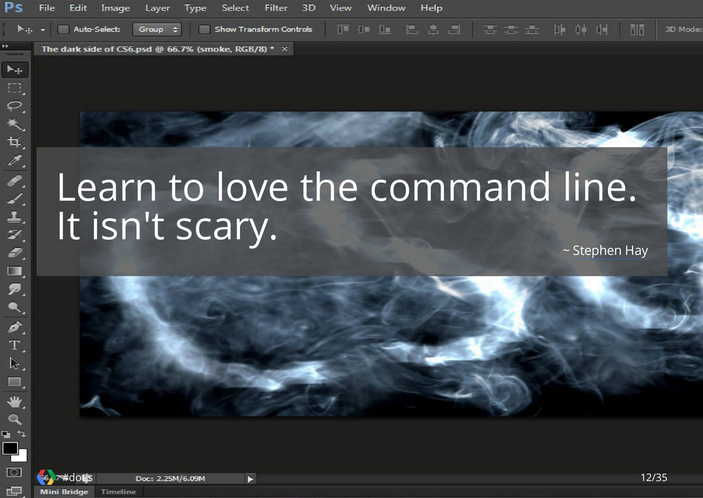 Ps File Edit Image Layer Type Select Filter 3D View Window Help
Auto-Select: Group Show Transform Controls 3D Mode:
The dark side of CS6.psd @ 66.7% (smoke, RGB/8) * ×
Learn to love the command line.
It isn't scary.
~ Stephen Hay
Doc: 2.25M/6.09M
12/35
Mini Bridge Timeline